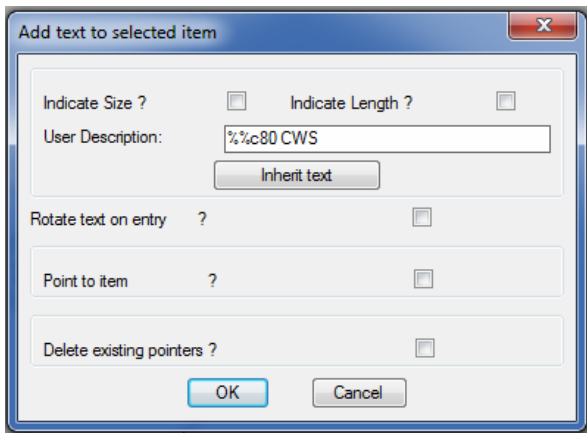 Add text to selected item
Indicate Size ? Indicate Length ?
User Description: %%c80 CWS
Inherit text
Rotate text on entry ?
Point to item ?
Delete existing pointers ?
OK Cancel